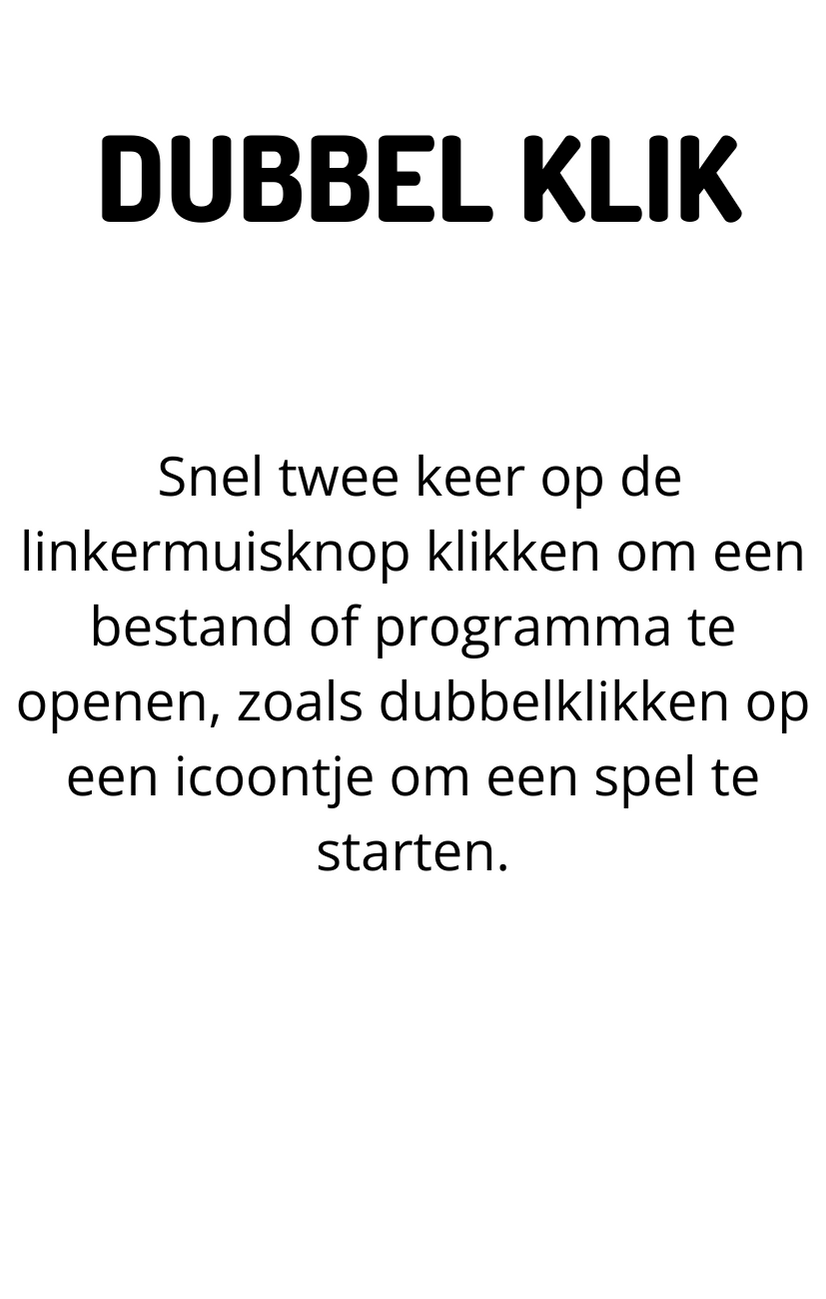 DUBBEL KLIK
Snel twee keer op de
linkermuisknop klikken om een
bestand of programma te
openen, zoals dubbelklikken op
een icoontje om een spel te
starten.